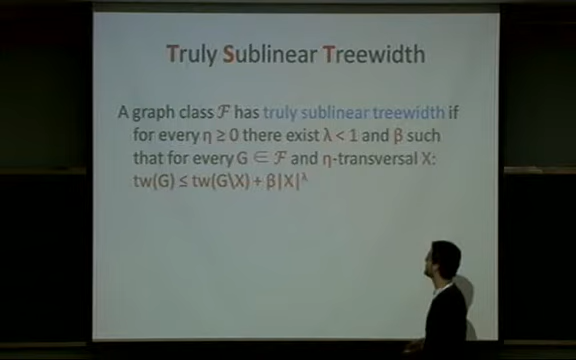 Truly Sublinear Treewidth
A graph class ℱ has truly sublinear treewidth if
for every η ≥ 0 there exist λ < 1 and β such
that for every G ∈ ℱ and η-transversal X:
tw(G) ≤ tw(G\X) + β|X|^λ